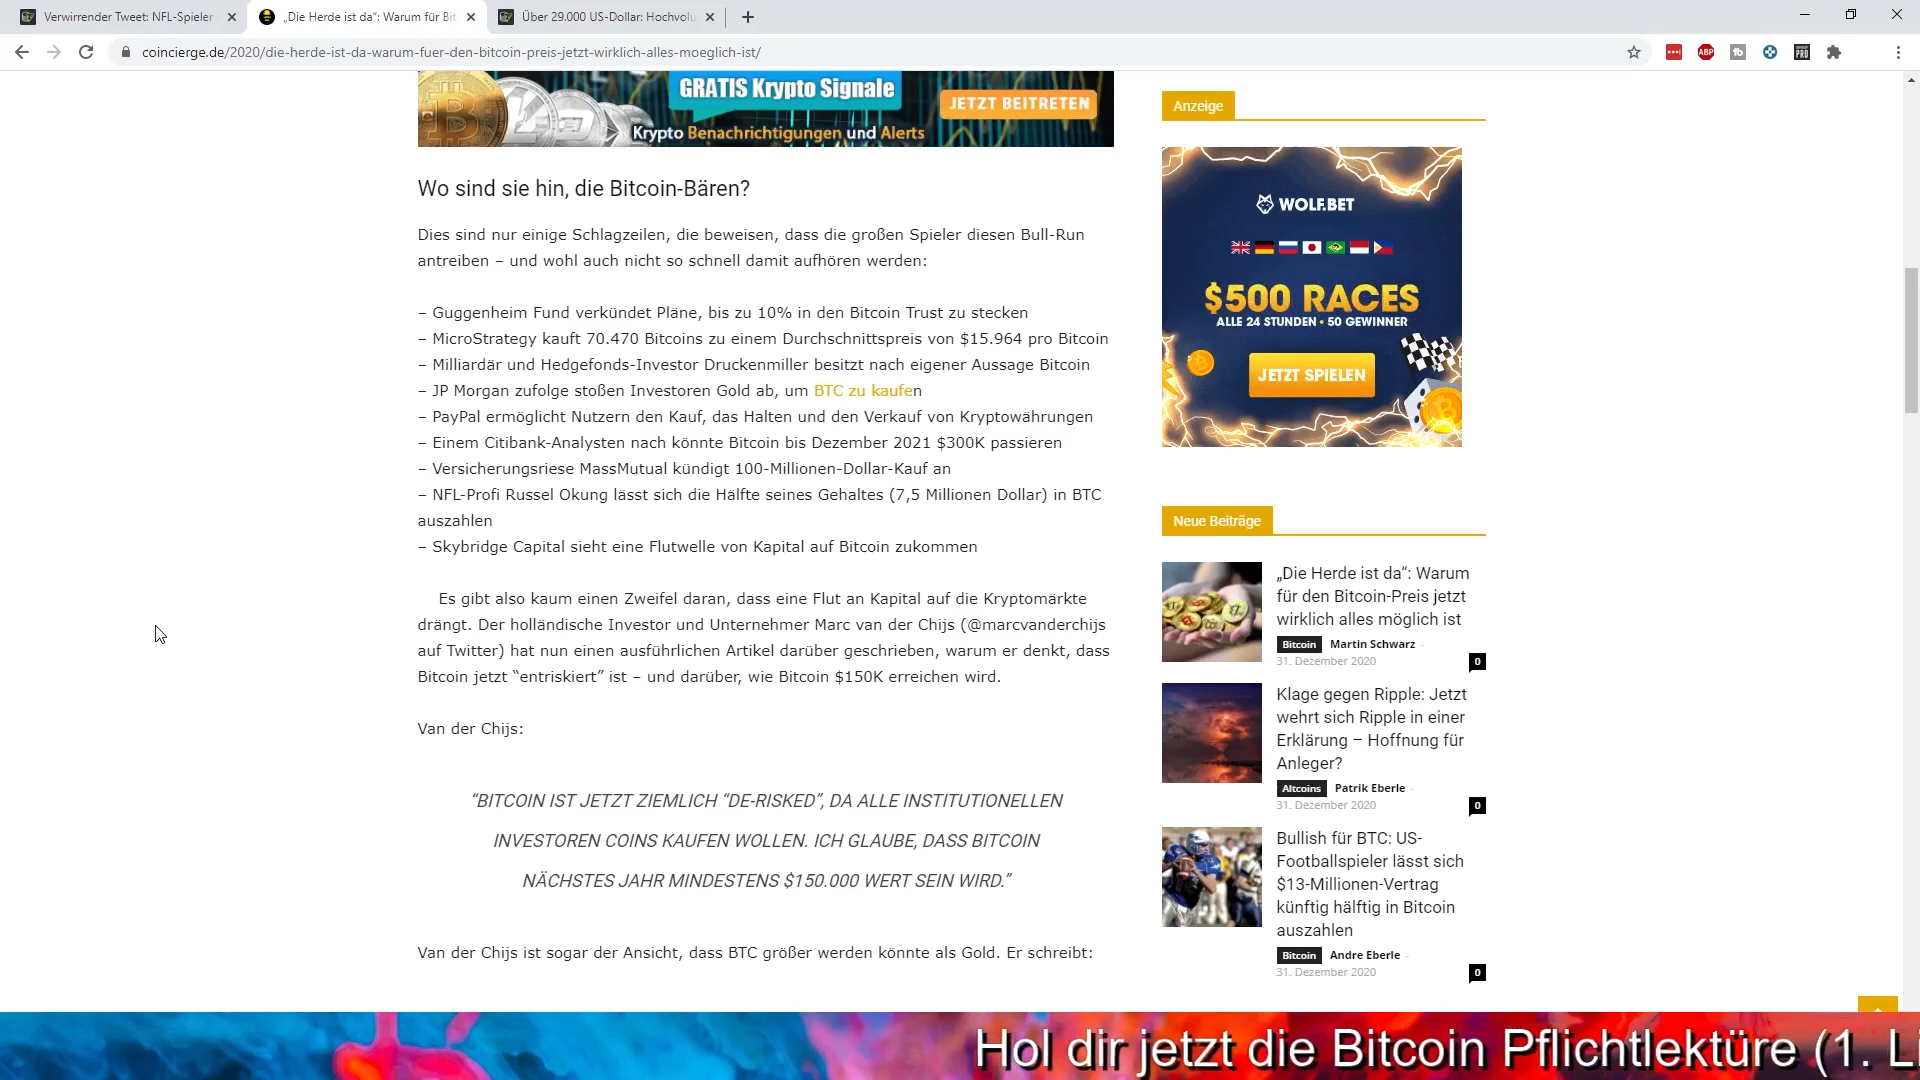 Verwirrender Tweet: NFL-Spieler
„Die Herde ist da“: Warum für Bit
Über 29.000 US-Dollar: Hochvolu
coincierge.de/2020/die-herde-ist-da-warum-fuer-den-bitcoin-preis-jetzt-wirklich-alles-moeglich-ist/
ABP
GRATIS Krypto Signale
JETZT BEITRETEN
Krypto Benachrichtigungen und Alerts
Wo sind sie hin, die Bitcoin-Bären?
Dies sind nur einige Schlagzeilen, die beweisen, dass die großen Spieler diesen Bull-Run
antreiben – und wohl auch nicht so schnell damit aufhören werden:
– Guggenheim Fund verkündet Pläne, bis zu 10% in den Bitcoin Trust zu stecken
– MicroStrategy kauft 70.470 Bitcoins zu einem Durchschnittspreis von $15.964 pro Bitcoin
– Milliardär und Hedgefonds-Investor Druckenmiller besitzt nach eigener Aussage Bitcoin
– JP Morgan zufolge stoßen Investoren Gold ab, um BTC zu kaufen
– PayPal ermöglicht Nutzern den Kauf, das Halten und den Verkauf von Kryptowährungen
– Einem Citibank-Analysten nach könnte Bitcoin bis Dezember 2021 $300K passieren
– Versicherungsriese MassMutual kündigt 100-Millionen-Dollar-Kauf an
– NFL-Profi Russel Okung lässt sich die Hälfte seines Gehaltes (7,5 Millionen Dollar) in BTC
auszahlen
– Skybridge Capital sieht eine Flutwelle von Kapital auf Bitcoin zukommen
Es gibt also kaum einen Zweifel daran, dass eine Flut an Kapital auf die Kryptomärkte
drängt. Der holländische Investor und Unternehmer Marc van der Chijs (@marcvanderchijs
auf Twitter) hat nun einen ausführlichen Artikel darüber geschrieben, warum er denkt, dass
Bitcoin jetzt “entriskiert” ist – und darüber, wie Bitcoin $150K erreichen wird.
Van der Chijs:
“BITCOIN IST JETZT ZIEMLICH “DE-RISKED”, DA ALLE INSTITUTIONELLEN
INVESTOREN COINS KAUFEN WOLLEN. ICH GLAUBE, DASS BITCOIN
NÄCHSTES JAHR MINDESTENS $150.000 WERT SEIN WIRD.”
Van der Chijs ist sogar der Ansicht, dass BTC größer werden könnte als Gold. Er schreibt:
Anzeige
WOLF.BET
$500 RACES
ALLE 24 STUNDEN • 50 GEWINNER
JETZT SPIELEN
Neue Beiträge
„Die Herde ist da“: Warum
für den Bitcoin-Preis jetzt
wirklich alles möglich ist
Bitcoin Martin Schwarz -
31. Dezember 2020 0
Klage gegen Ripple: Jetzt
wehrt sich Ripple in einer
Erklärung – Hoffnung für
Anleger?
Altcoins Patrik Eberle -
31. Dezember 2020 0
Bullish für BTC: US-
Footballspieler lässt sich
$13-Millionen-Vertrag
künftig hälftig in Bitcoin
auszahlen
Bitcoin Andre Eberle -
31. Dezember 2020 0
Hol dir jetzt die Bitcoin Pflichtlektüre (1. Li